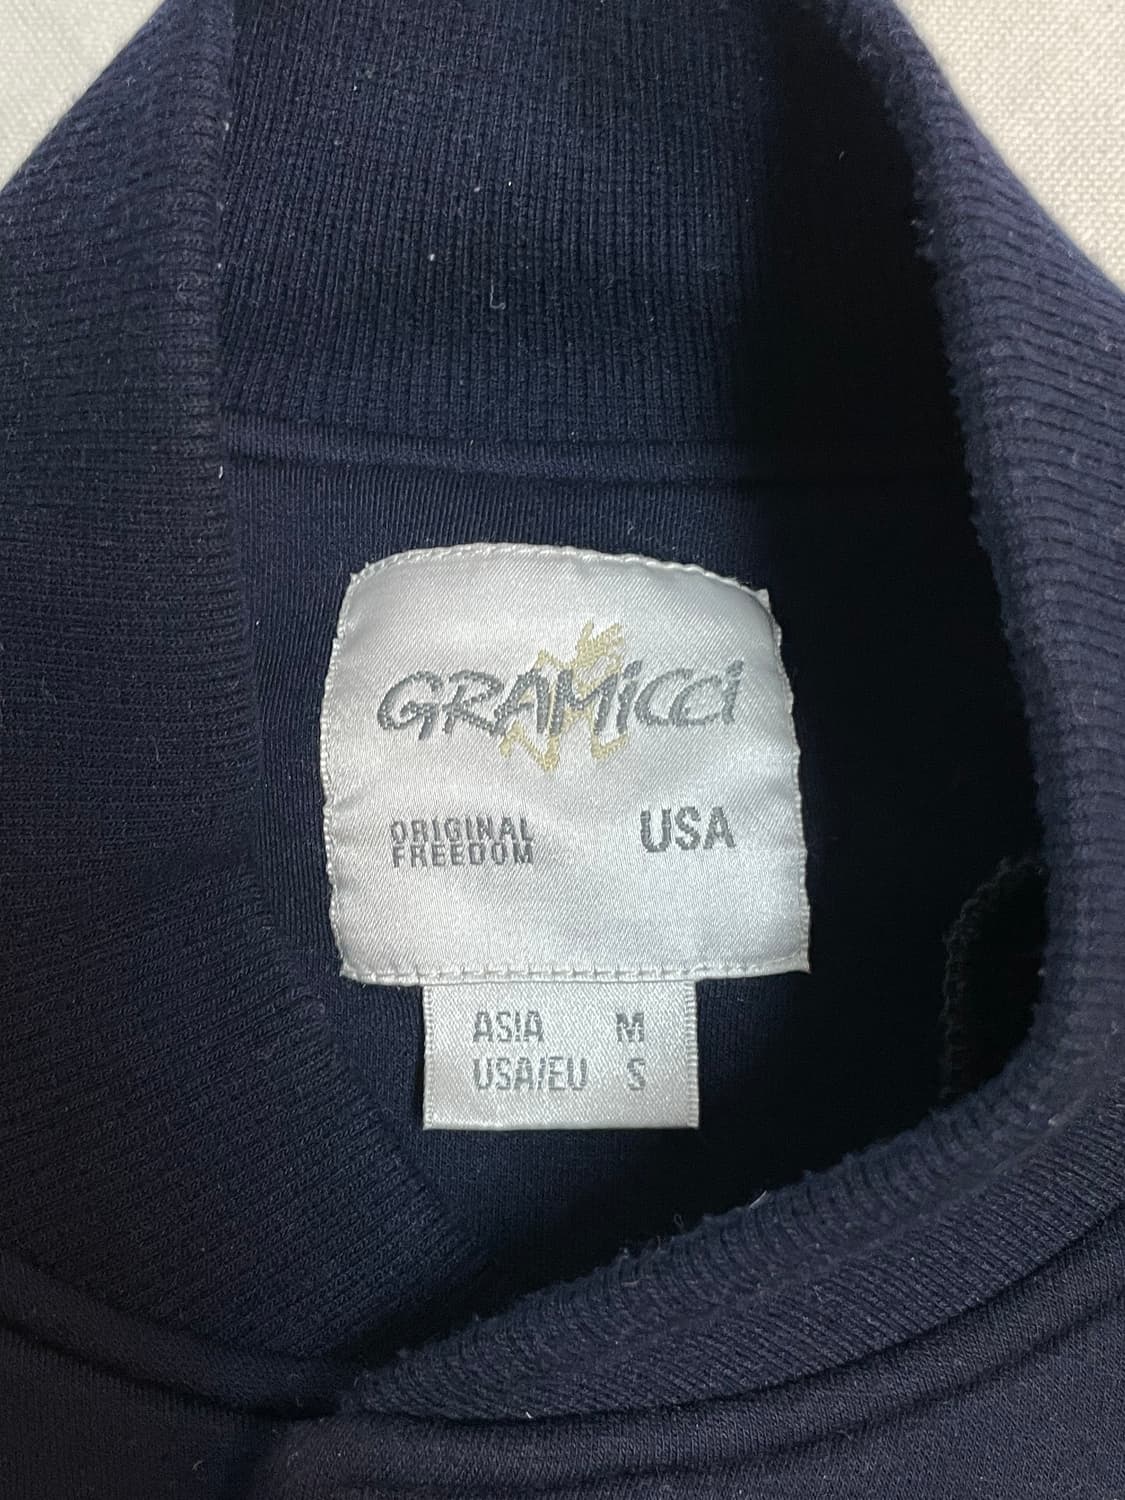 GRAMicci
ORIGINAL
FREEDOM
USA
ASIA M
USA/EU S